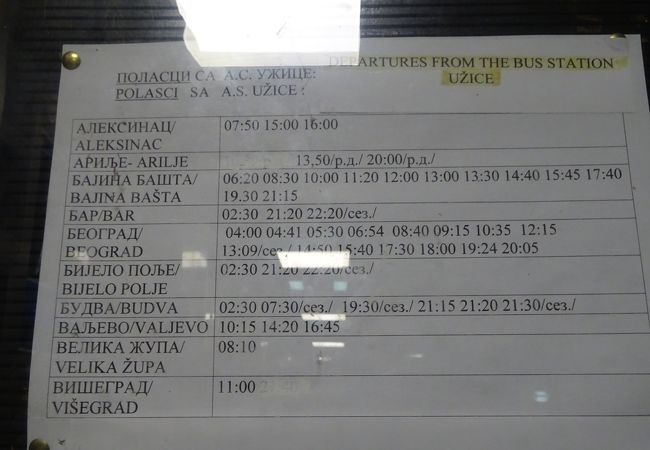 DEPARTURES FROM THE BUS STATION
UŽICE
ПОЛАСЦИ СА А.С. УЖИЦЕ:
POLASCI SA A.S. UŽICE :
АЛЕКСИНАЦ/ 07:50 15:00 16:00
ALEKSINAC
АРИЉЕ- ARILJE 13,50/р.д./ 20:00/р.д./
БАЈИНА БАШТА/ 06:20 08:30 10:00 11:20 12:00 13:00 13:30 14:40 15:45 17:40
BAJINA BAŠTA 19.30 21:15
БАР/BAR 02:30 21:20 22:20/сез./
БЕОГРАД/ 04:00 04:41 05:30 06:54 08:40 09:15 10:35 12:15
BEOGRAD 13:09/сез./ 14:50 15:40 17:30 18:00 19:24 20:05
БИЈЕЛО ПОЉЕ/ 02:30 21:20 22:20/сез./
BIJELO POLJE
БУДВА/BUDVA 02:30 07:30/сез./ 19:30/сез./ 21:15 21:20 21:30/сез./
ВАЉЕВО/VALJEVO 10:15 14:20 16:45
ВЕЛИКА ЖУПА/ 08:10
VELIKA ŽUPA
ВИШЕГРАД/ 11:00
VIŠEGRAD